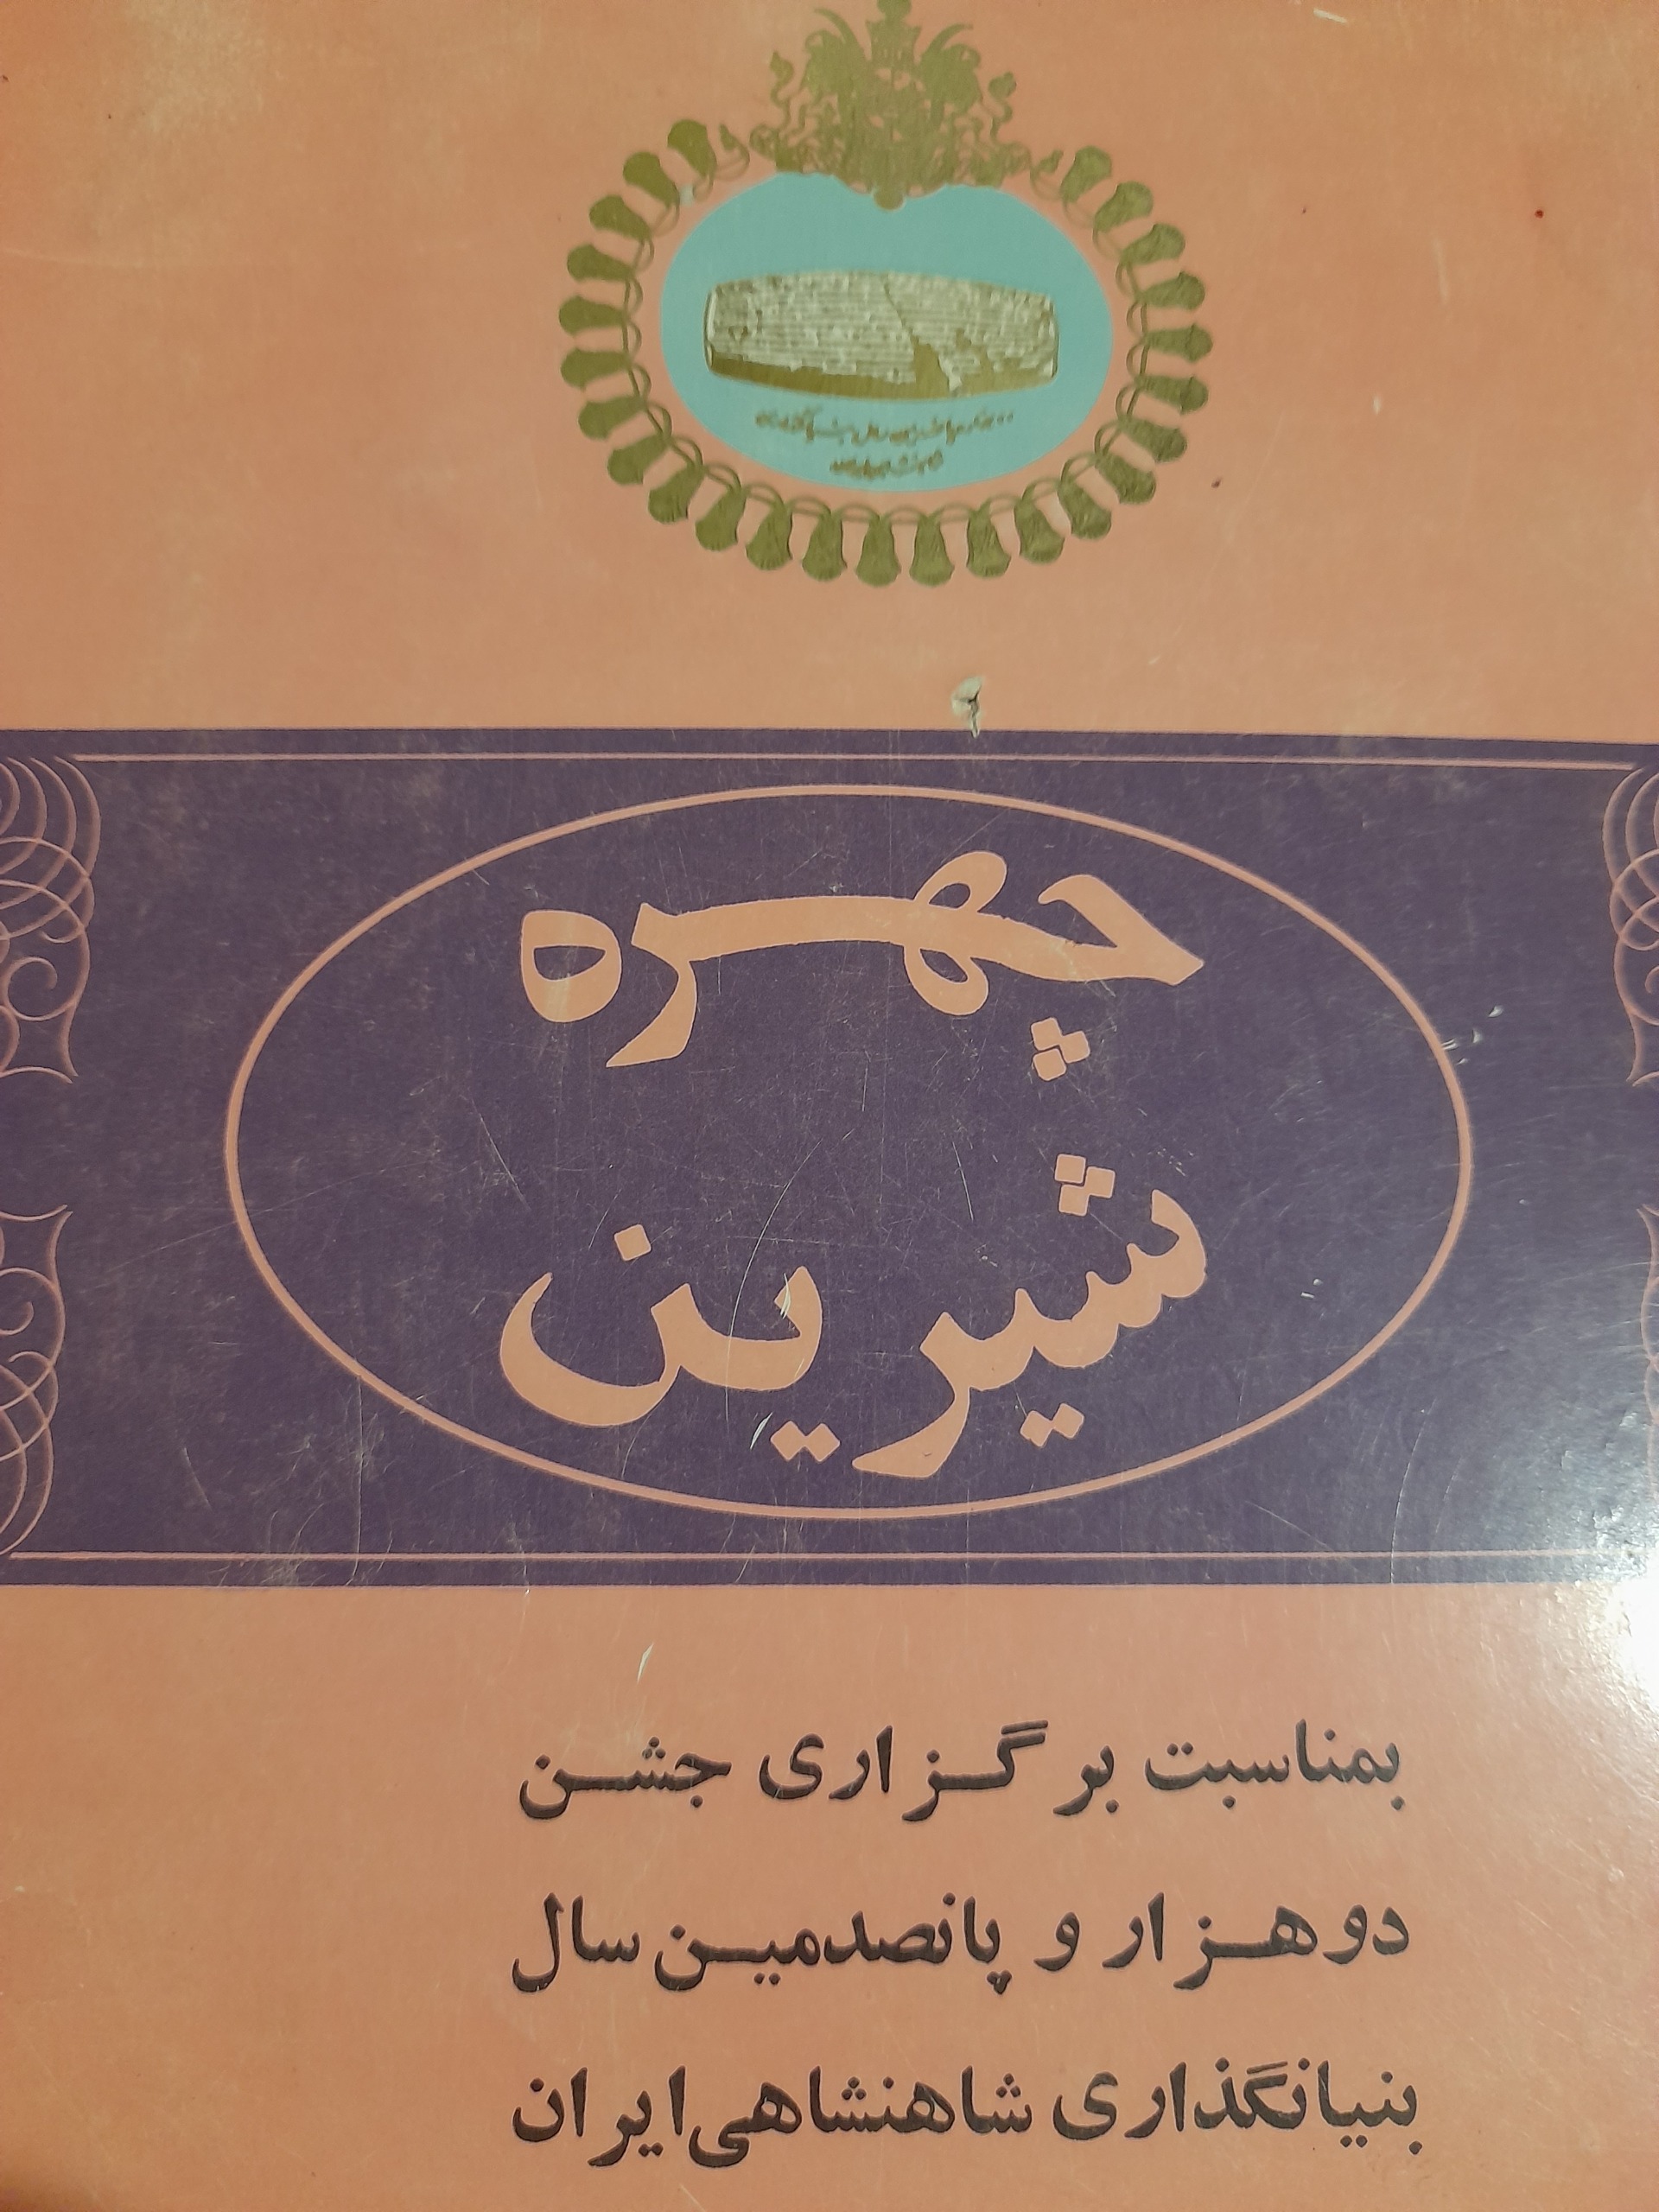 چهره
شیرین
بمناسبت برگزاری جشن
دوهزار و پانصدمین سال
بنیانگذاری شاهنشاهی ایران